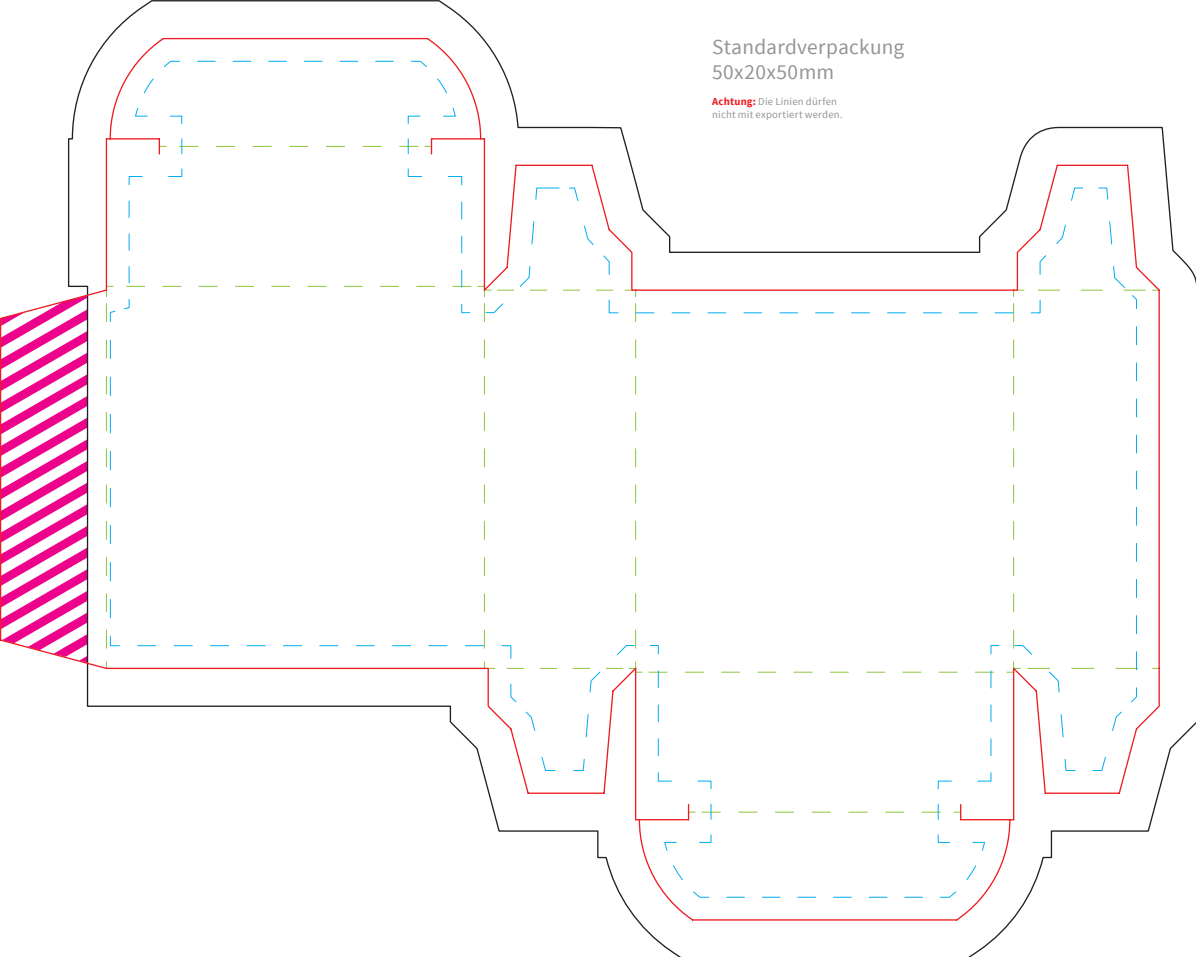 Standardverpackung
50x20x50mm
Achtung: Die Linien dürfen
nicht mit exportiert werden.